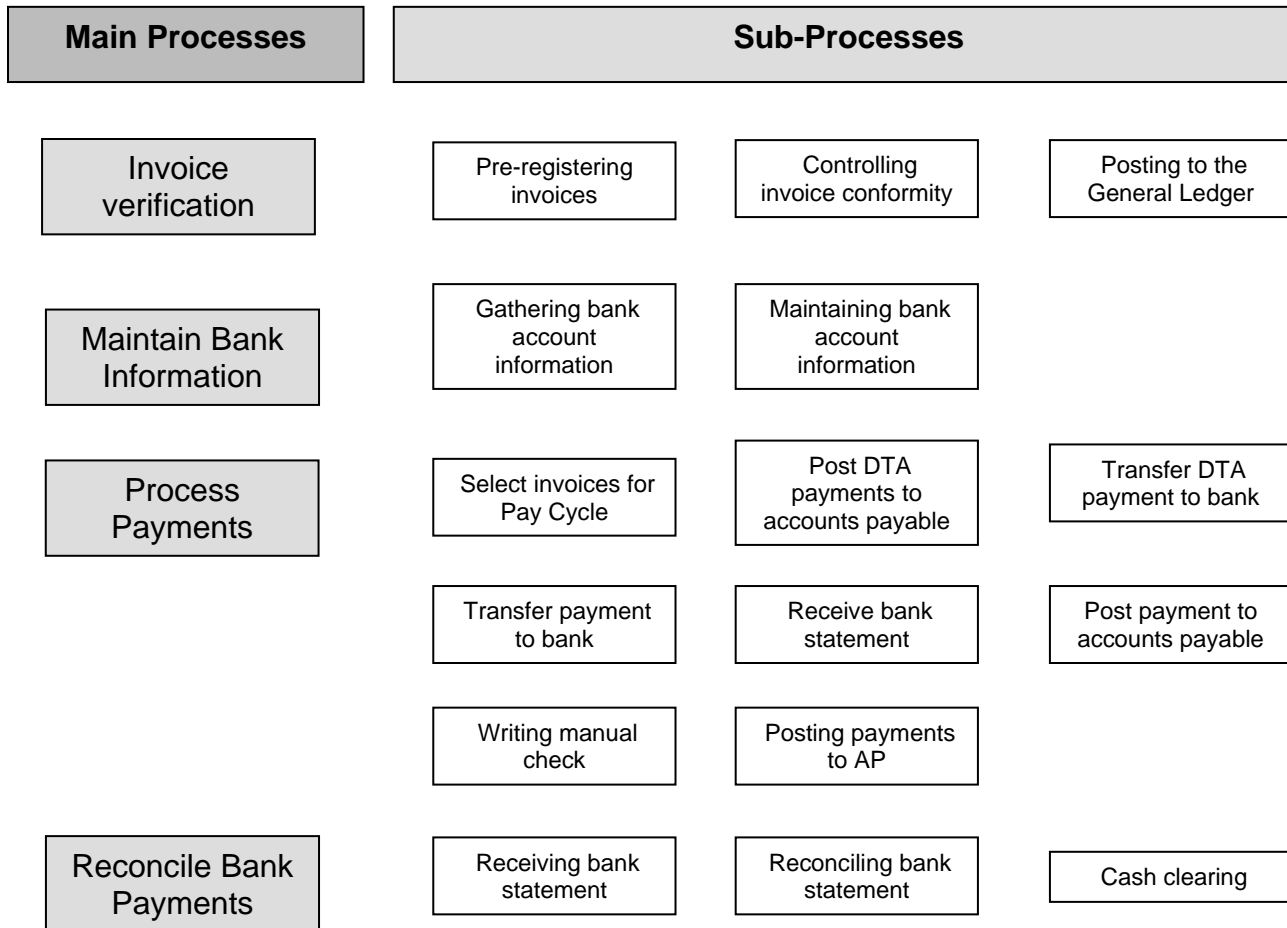 Main Processes
Sub-Processes
Invoice
verification
Pre-registering
invoices
Controlling
invoice conformity
Posting to the
General Ledger
Maintain Bank
Information
Gathering bank
account
information
Maintaining bank
account
information
Process
Payments
Select invoices for
Pay Cycle
Post DTA
payments to
accounts payable
Transfer DTA
payment to bank
Transfer payment
to bank
Receive bank
statement
Post payment to
accounts payable
Writing manual
check
Posting payments
to AP
Reconcile Bank
Payments
Receiving bank
statement
Reconciling bank
statement
Cash clearing